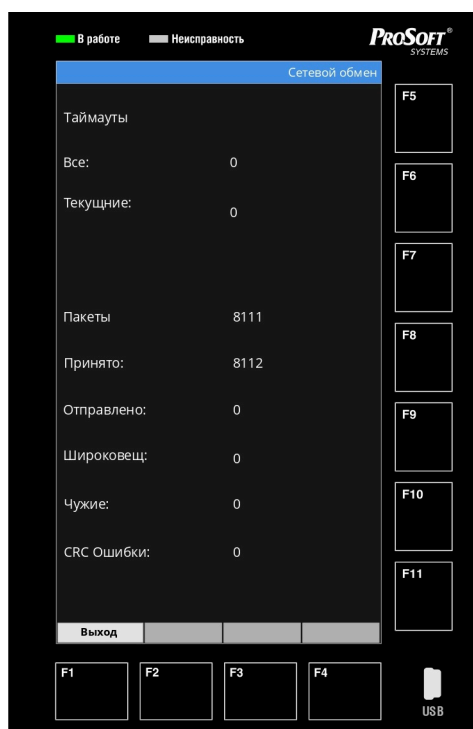 В работе Неисправность PROSOFT®
SYSTEMS
Сетевой обмен
F5
Таймауты
Все: 0
F6
Текущние: 0
F7
Пакеты 8111
F8
Принято: 8112
Отправлено: 0
F9
Широковещ: 0
F10
Чужие: 0
CRC Ошибки: 0
F11
Выход
F1 F2 F3 F4
USB